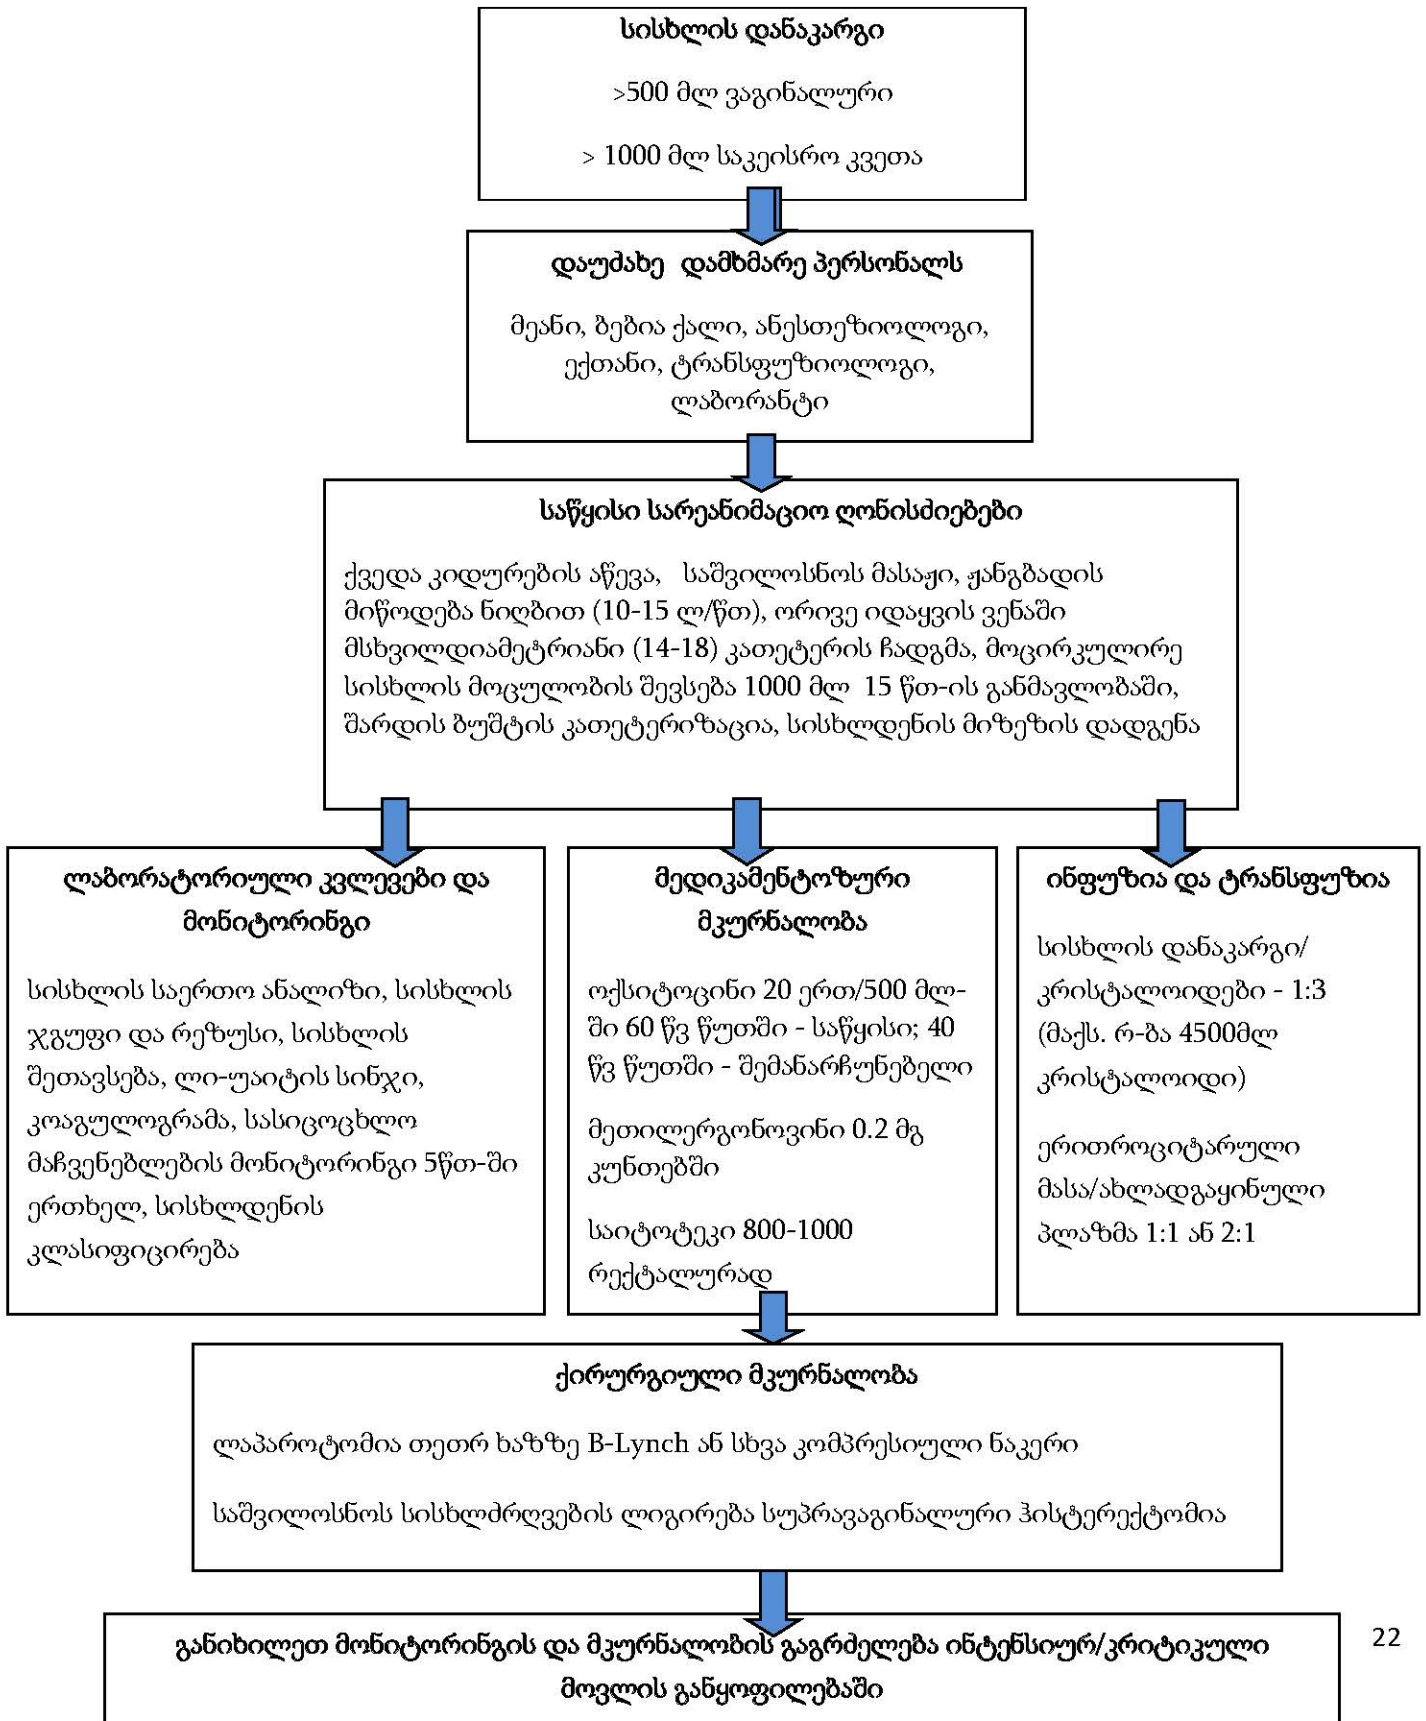 სისხლის დანაკარგი
>500 მლ ვაგინალური
> 1000 მლ საკეისრო კვეთა
დაუძახე დამხმარე პერსონალს
მეანი, ბებია ქალი, ანესთეზიოლოგი,
ექთანი, ტრანსფუზიოლოგი,
ლაბორანტი
საწყისი სარეანიმაციო ღონისძიებები
ქვედა კიდურების აწევა, საშვილოსნოს მასაჟი, ჟანგბადის
მიწოდება ნიღბით (10-15 ლ/წთ), ორივე იდაყვის ვენაში
მსხვილდიამეტრიანი (14-18) კათეტერის ჩადგმა, მოცირკულირე
სისხლის მოცულობის შევსება 1000 მლ 15 წთ-ის განმავლობაში,
შარდის ბუშტის კათეტერიზაცია, სისხლდენის მიზეზის დადგენა
ლაბორატორიული კვლევები და
მონიტორინგი
სისხლის საერთო ანალიზი, სისხლის
ჯგუფი და რეზუსი, სისხლის
შეთავსება, ლი-უაიტის სინჯი,
კოაგულოგრამა, სასიცოცხლო
მაჩვენებლების მონიტორინგი 5წთ-ში
ერთხელ, სისხლდენის
კლასიფიცირება
მედიკამენტოზური
მკურნალობა
ოქსიტოცინი 20 ერთ/500 მლ-
ში 60 წვ წუთში - საწყისი; 40
წვ წუთში - შემანარჩუნებელი
მეთილერგონოვინი 0.2 მგ
კუნთებში
საიტოტეკი 800-1000
რექტალურად
ინფუზია და ტრანსფუზია
სისხლის დანაკარგი/
კრისტალოიდები - 1:3
(მაქს. რ-ბა 4500მლ
კრისტალოიდი)
ერითროციტარული
მასა/ახლადგაყინული
პლაზმა 1:1 ან 2:1
ქირურგიული მკურნალობა
ლაპაროტომია თეთრ ხაზზე B-Lynch ან სხვა კომპრესიული ნაკერი
საშვილოსნოს სისხლძრღვების ლიგირება სუპრავაგინალური ჰისტერექტომია
განიხილეთ მონიტორინგის და მკურნალობის გაგრძელება ინტენსიურ/კრიტიკული
მოვლის განყოფილებაში
22